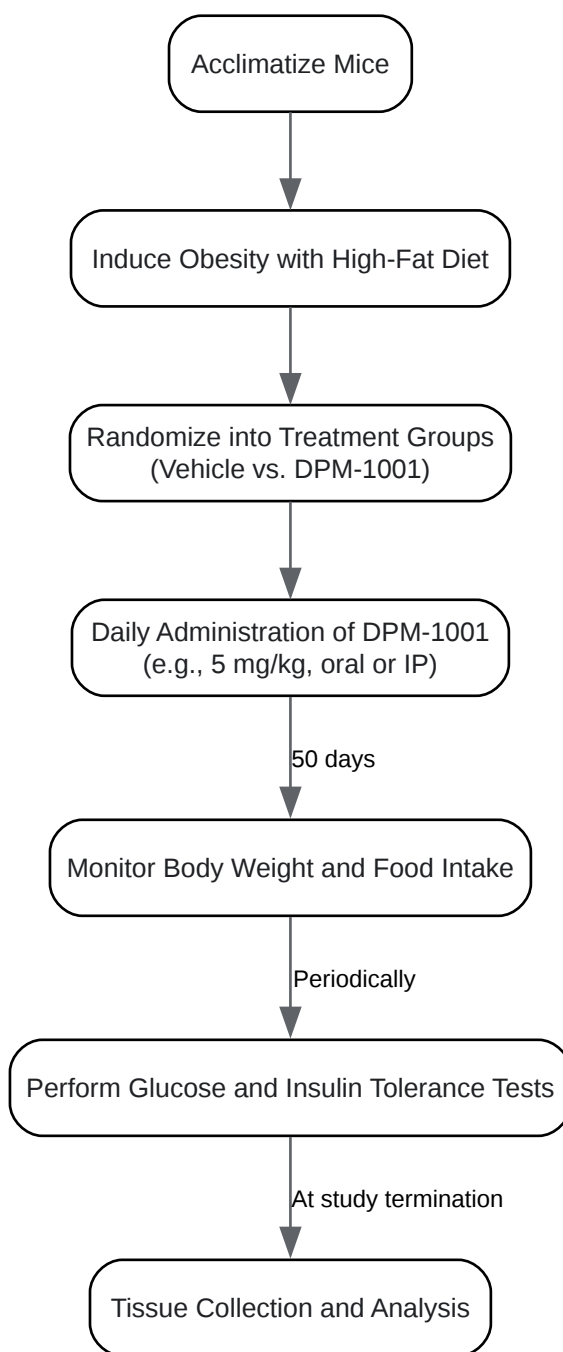 Acclimatize Mice
Induce Obesity with High-Fat Diet
Randomize into Treatment Groups
(Vehicle vs. DPM-1001)
Daily Administration of DPM-1001
(e.g., 5 mg/kg, oral or IP)
50 days
Monitor Body Weight and Food Intake
Periodically
Perform Glucose and Insulin Tolerance Tests
At study termination
Tissue Collection and Analysis